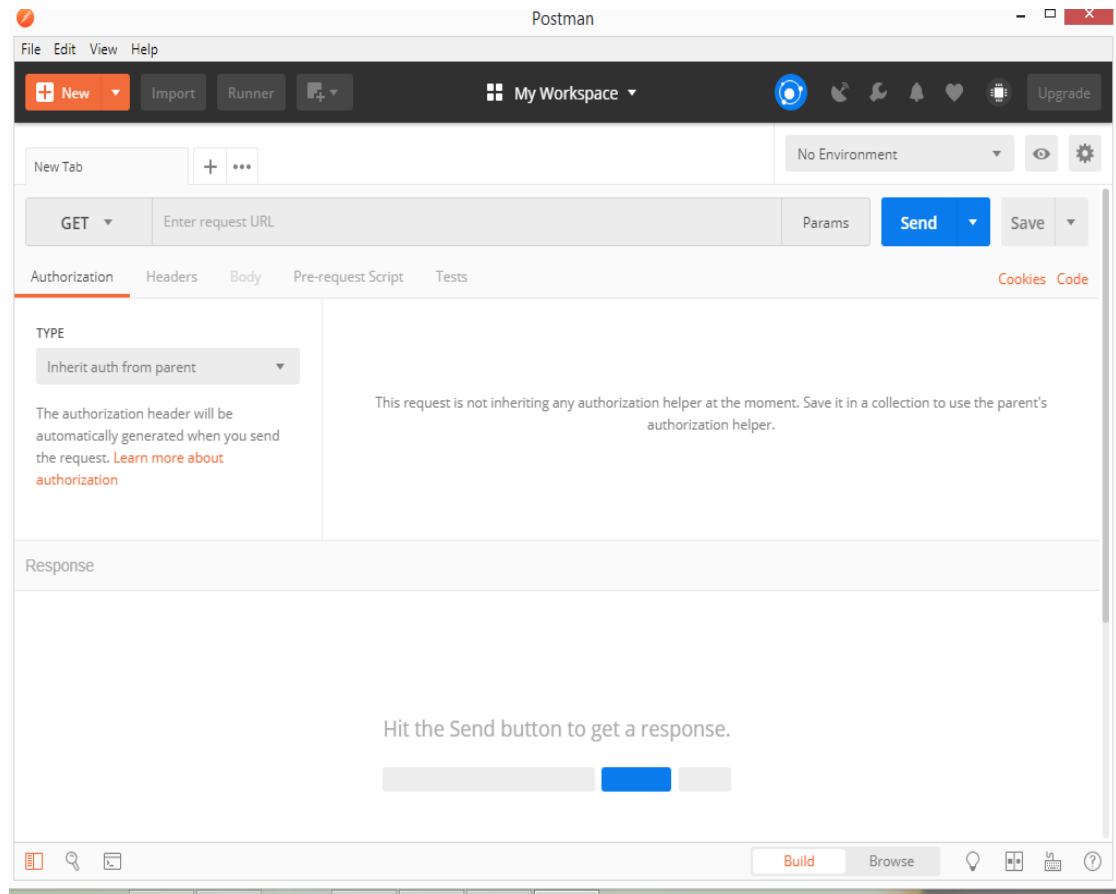 Postman
File Edit View Help
New Import Runner My Workspace Upgrade
New Tab No Environment
GET Enter request URL Params Send Save
Authorization Headers Body Pre-request Script Tests Cookies Code
TYPE
Inherit auth from parent
The authorization header will be
automatically generated when you send
the request. Learn more about
authorization
This request is not inheriting any authorization helper at the moment. Save it in a collection to use the parent's
authorization helper.
Response
Hit the Send button to get a response.
Build Browse